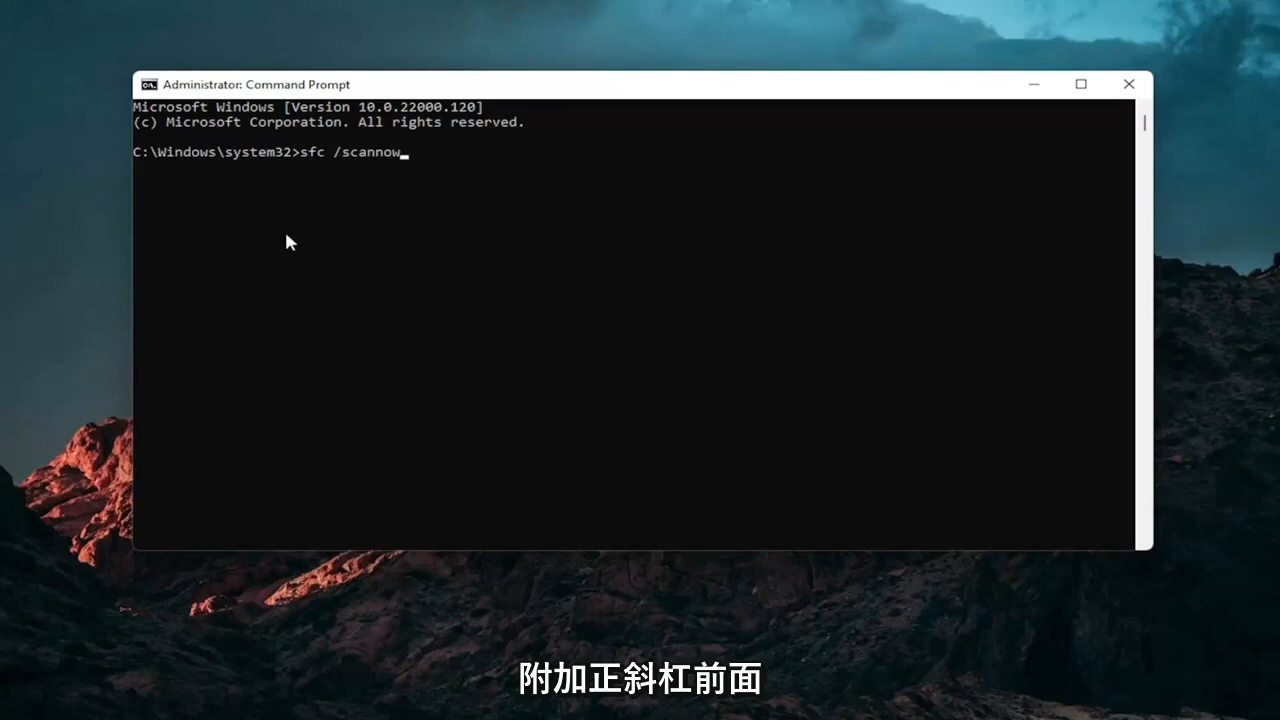 Administrator: Command Prompt
Microsoft Windows [Version 10.0.22000.120]
(c) Microsoft Corporation. All rights reserved.
C:\Windows\system32>sfc /scannow
附加正斜杠前面